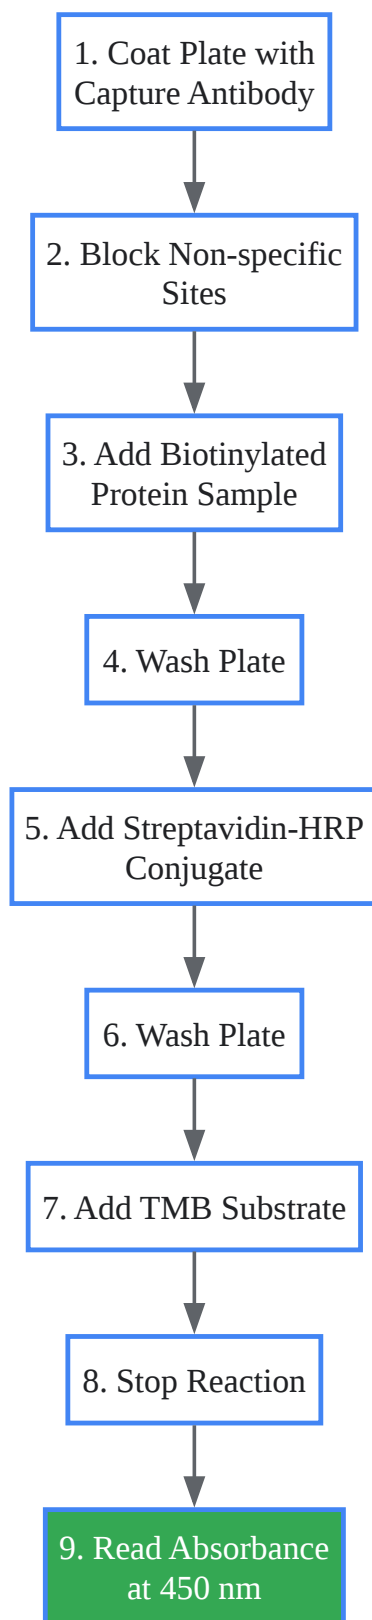 1. Coat Plate with
Capture Antibody
2. Block Non-specific
Sites
3. Add Biotinylated
Protein Sample
4. Wash Plate
5. Add Streptavidin-HRP
Conjugate
6. Wash Plate
7. Add TMB Substrate
8. Stop Reaction
9. Read Absorbance
at 450 nm